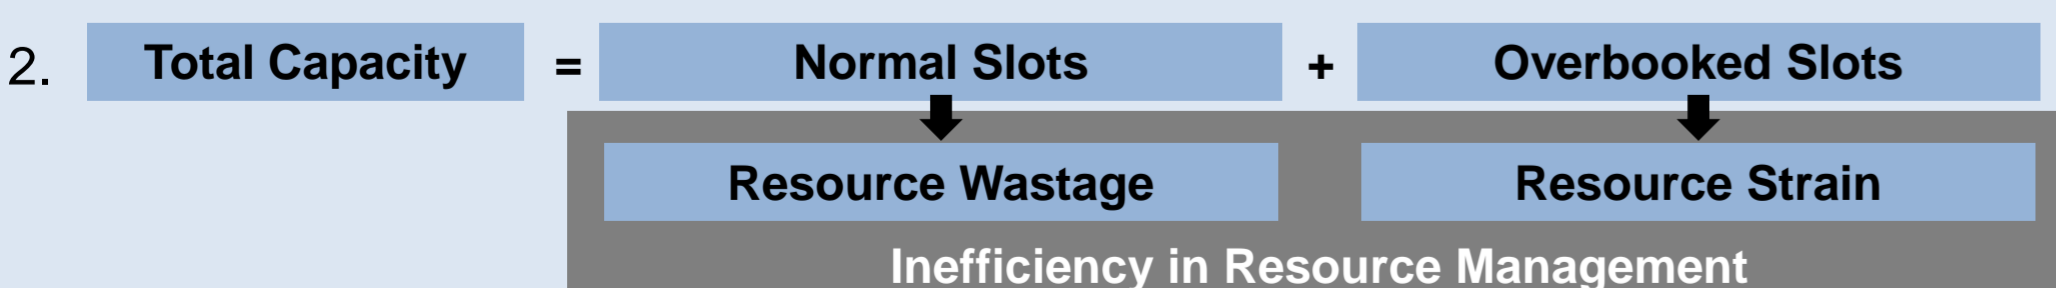 2. Total Capacity = Normal Slots + Overbooked Slots
Resource Wastage Resource Strain
Inefficiency in Resource Management